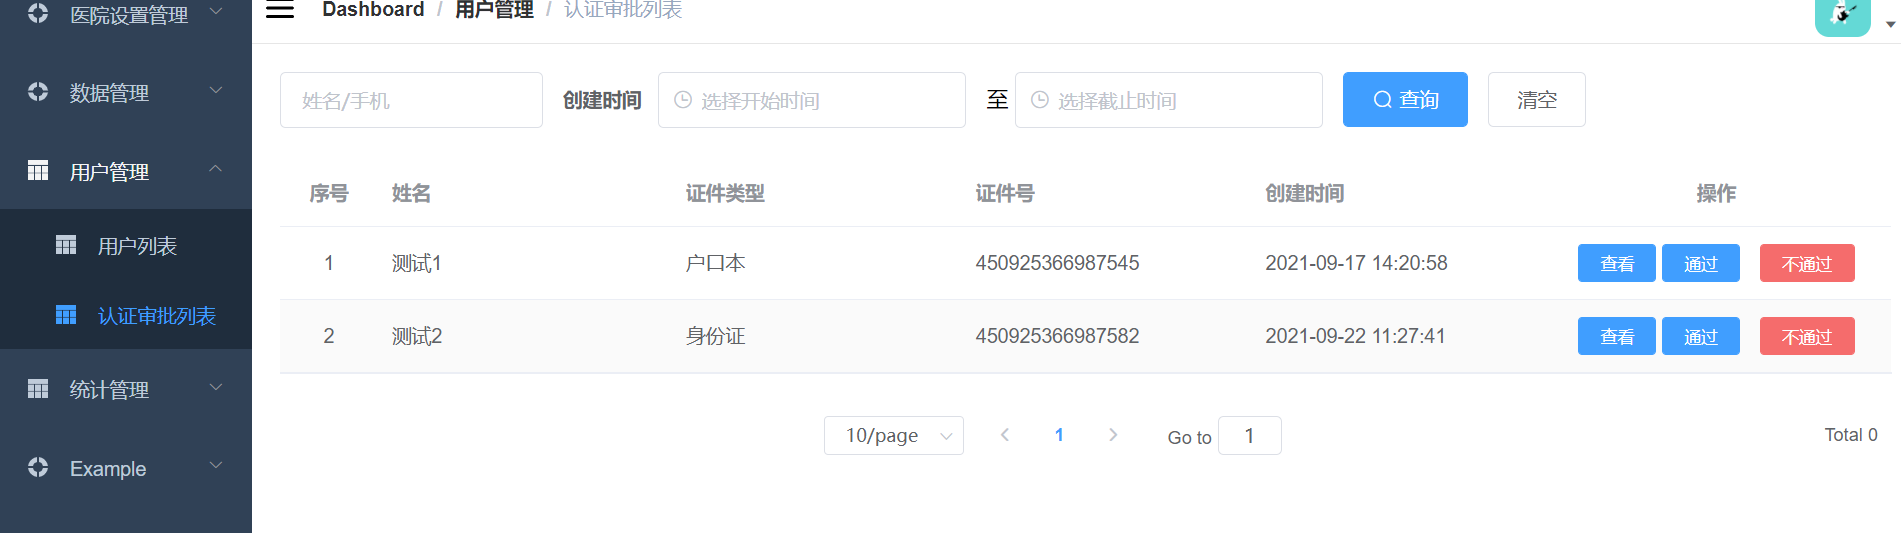 医院设置管理
Dashboard / 用户管理 / 认证审批列表
数据管理
姓名/手机 创建时间 选择开始时间 至 选择截止时间 查询 清空
用户管理
序号 姓名 证件类型 证件号 创建时间 操作
用户列表
1 测试1 户口本 450925366987545 2021-09-17 14:20:58 查看 通过 不通过
认证审批列表
2 测试2 身份证 450925366987582 2021-09-22 11:27:41 查看 通过 不通过
统计管理
10/page 1 Go to 1 Total 0
Example